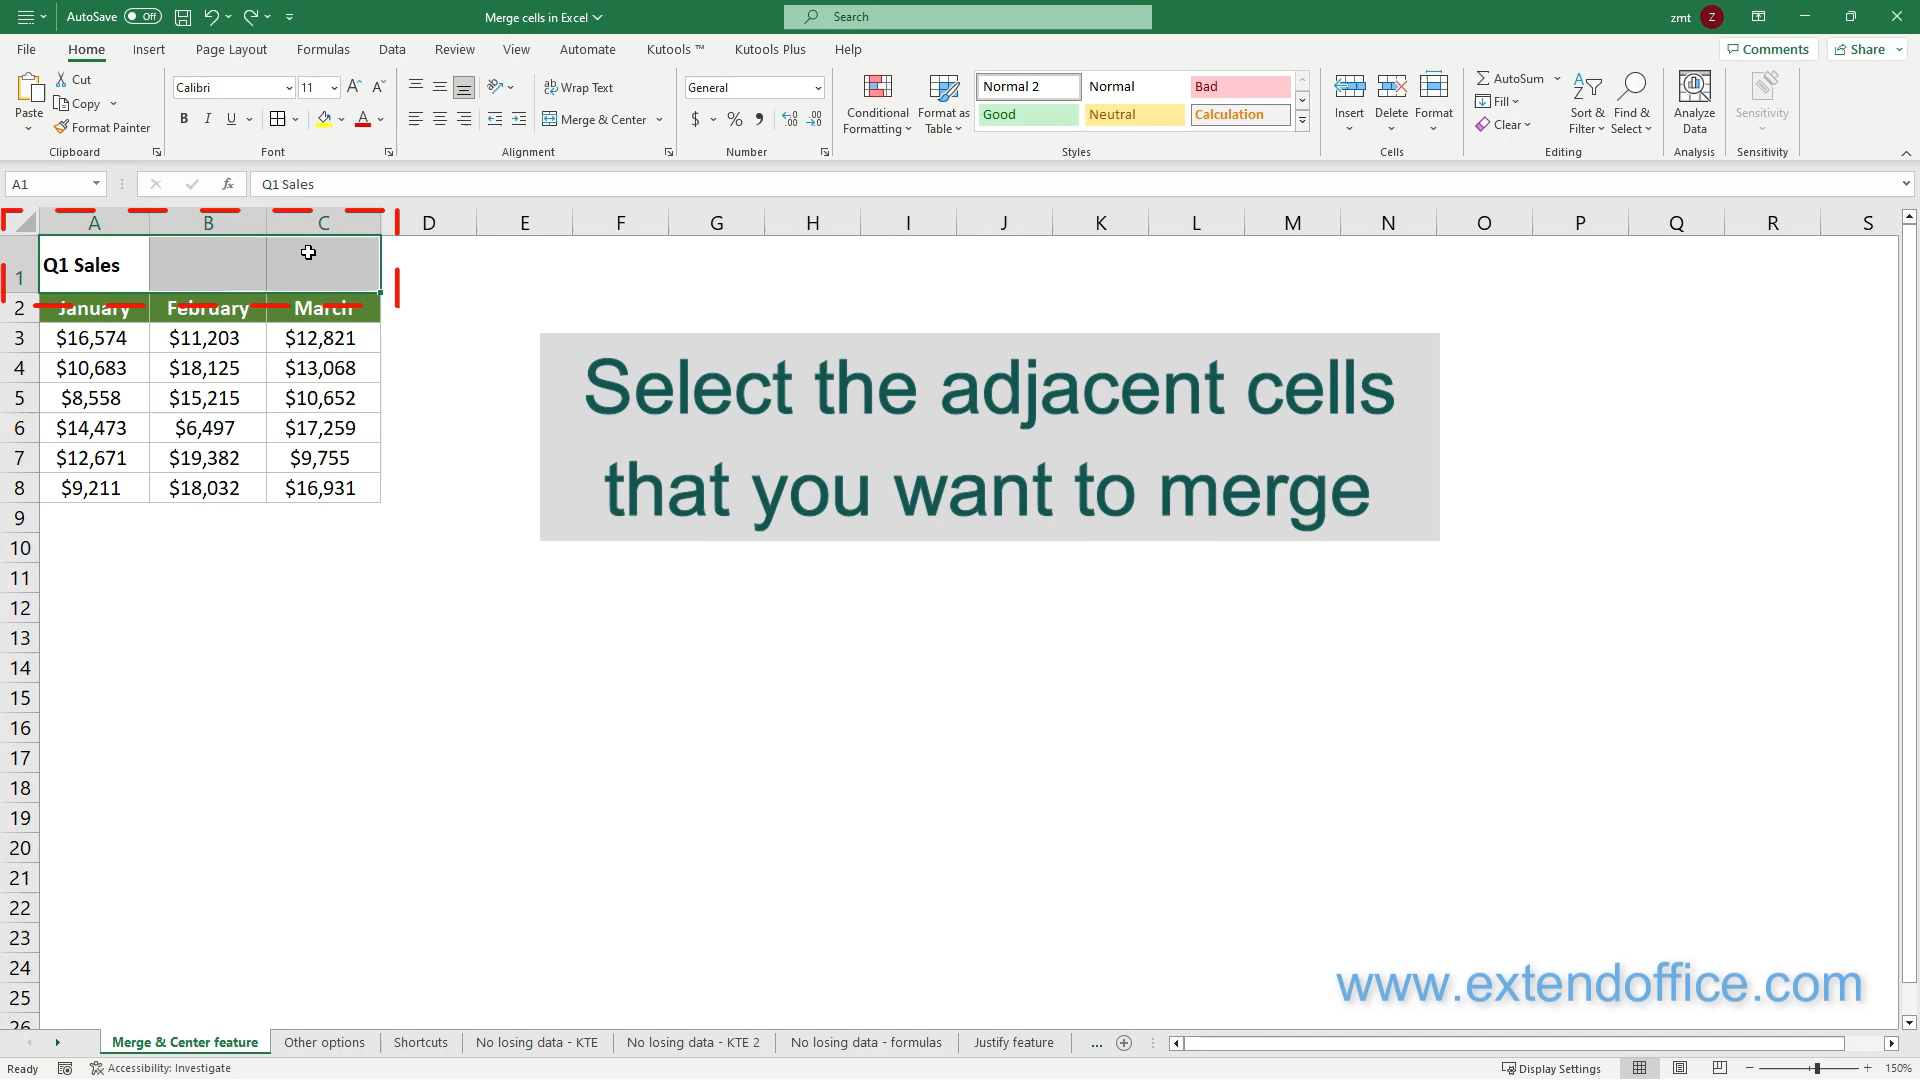 AutoSave Off Merge cells in Excel Search zmt Z
File Home Insert Page Layout Formulas Data Review View Automate Kutools ™ Kutools Plus Help Comments Share
Paste Cut Copy Format Painter Clipboard
Calibri 11 B I U Font
Wrap Text Merge & Center Alignment
General $ % Number
Conditional Formatting Format as Table Normal 2 Normal Bad Good Neutral Calculation Styles
Insert Delete Format Cells
AutoSum Fill Clear Sort & Filter Find & Select Editing
Analyze Data Analysis
Sensitivity Sensitivity
A1 fx Q1 Sales
A B C D E F G H I J K L M N O P Q R S
1 Q1 Sales
2 January February March
3 $16,574 $11,203 $12,821
4 $10,683 $18,125 $13,068
5 $8,558 $15,215 $10,652
6 $14,473 $6,497 $17,259
7 $12,671 $19,382 $9,755
8 $9,211 $18,032 $16,931
Select the adjacent cells
that you want to merge
9
10
11
12
13
14
15
16
17
18
19
20
21
22
23
24
25
26
www.extendoffice.com
Merge & Center feature Other options Shortcuts No losing data - KTE No losing data - KTE 2 No losing data - formulas Justify feature ...
Ready Accessibility: Investigate Display Settings 150%